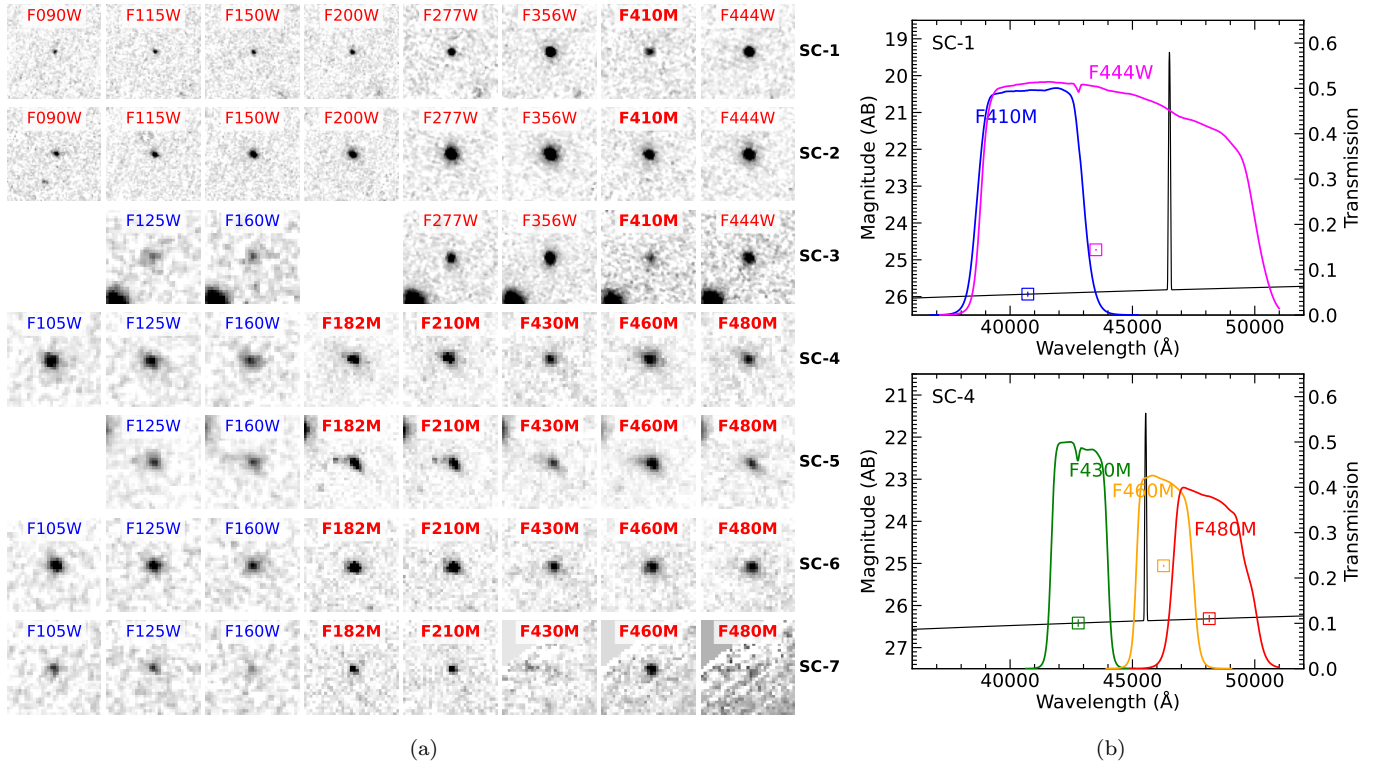 F090W F115W F150W F200W F277W F356W F410M F444W SC-1
F090W F115W F150W F200W F277W F356W F410M F444W SC-2
F125W F160W F277W F356W F410M F444W SC-3
F105W F125W F160W F182M F210M F430M F460M F480M SC-4
F125W F160W F182M F210M F430M F460M F480M SC-5
F105W F125W F160W F182M F210M F430M F460M F480M SC-6
F105W F125W F160W F182M F210M F430M F460M F480M SC-7
(a)
SC-1
F444W
F410M
19
20
21
22
23
24
25
26
Magnitude (AB)
0.6
0.5
0.4
0.3
0.2
0.1
0.0
Transmission
40000 45000 50000
Wavelength (Å)
SC-4
F430M
F460M
F480M
21
22
23
24
25
26
27
Magnitude (AB)
0.6
0.5
0.4
0.3
0.2
0.1
0.0
Transmission
40000 45000 50000
Wavelength (Å)
(b)